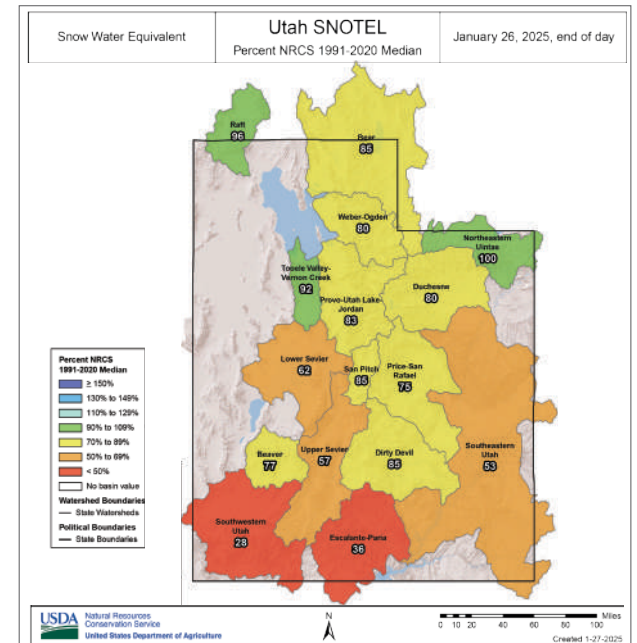 Snow Water Equivalent
Utah SNOTEL
Percent NRCS 1991-2020 Median
January 26, 2025, end of day
Raft
96
Bear
85
Weber-Ogden
80
Northeastern
Uintas
100
Tooele Valley-
Vernon Creek
92
Duchesne
80
Provo-Utah Lake-
Jordan
83
Lower Sevier
62
San Pitch
85
Price-San
Rafael
75
Beaver
77
Upper Sevier
57
Dirty Devil
85
Southeastern
Utah
53
Southwestern
Utah
28
Escalante-Paria
36
Percent NRCS
1991-2020 Median
≥ 150%
130% to 149%
110% to 129%
90% to 109%
70% to 89%
50% to 69%
< 50%
No basin value
Watershed Boundaries
State Watersheds
Political Boundaries
State Boundaries
USDA
Natural Resources
Conservation Service
United States Department of Agriculture
N
Miles
0 10 20 40 60 80 100
Created 1-27-2025